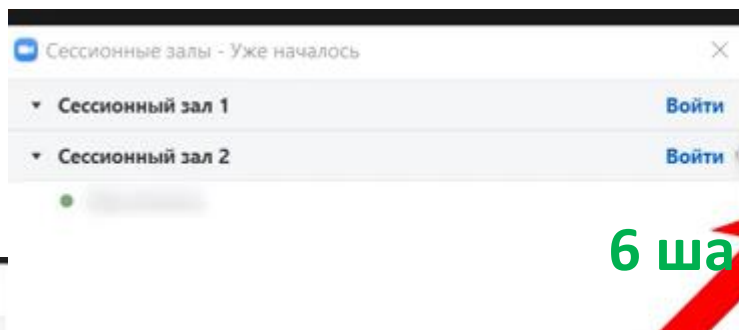 Сессионные залы - Уже началось
Сессионный зал 1 Войти
Сессионный зал 2 Войти
6 ша